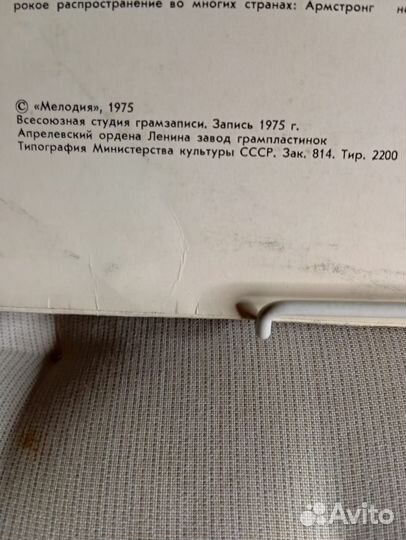 рокое распространение во многих странах: Армстронг
© «Мелодия», 1975
Всесоюзная студия грамзаписи. Запись 1975 г.
Апрелевский ордена Ленина завод грампластинок
Типография Министерства культуры СССР. Зак. 814. Тир. 2200
Avito